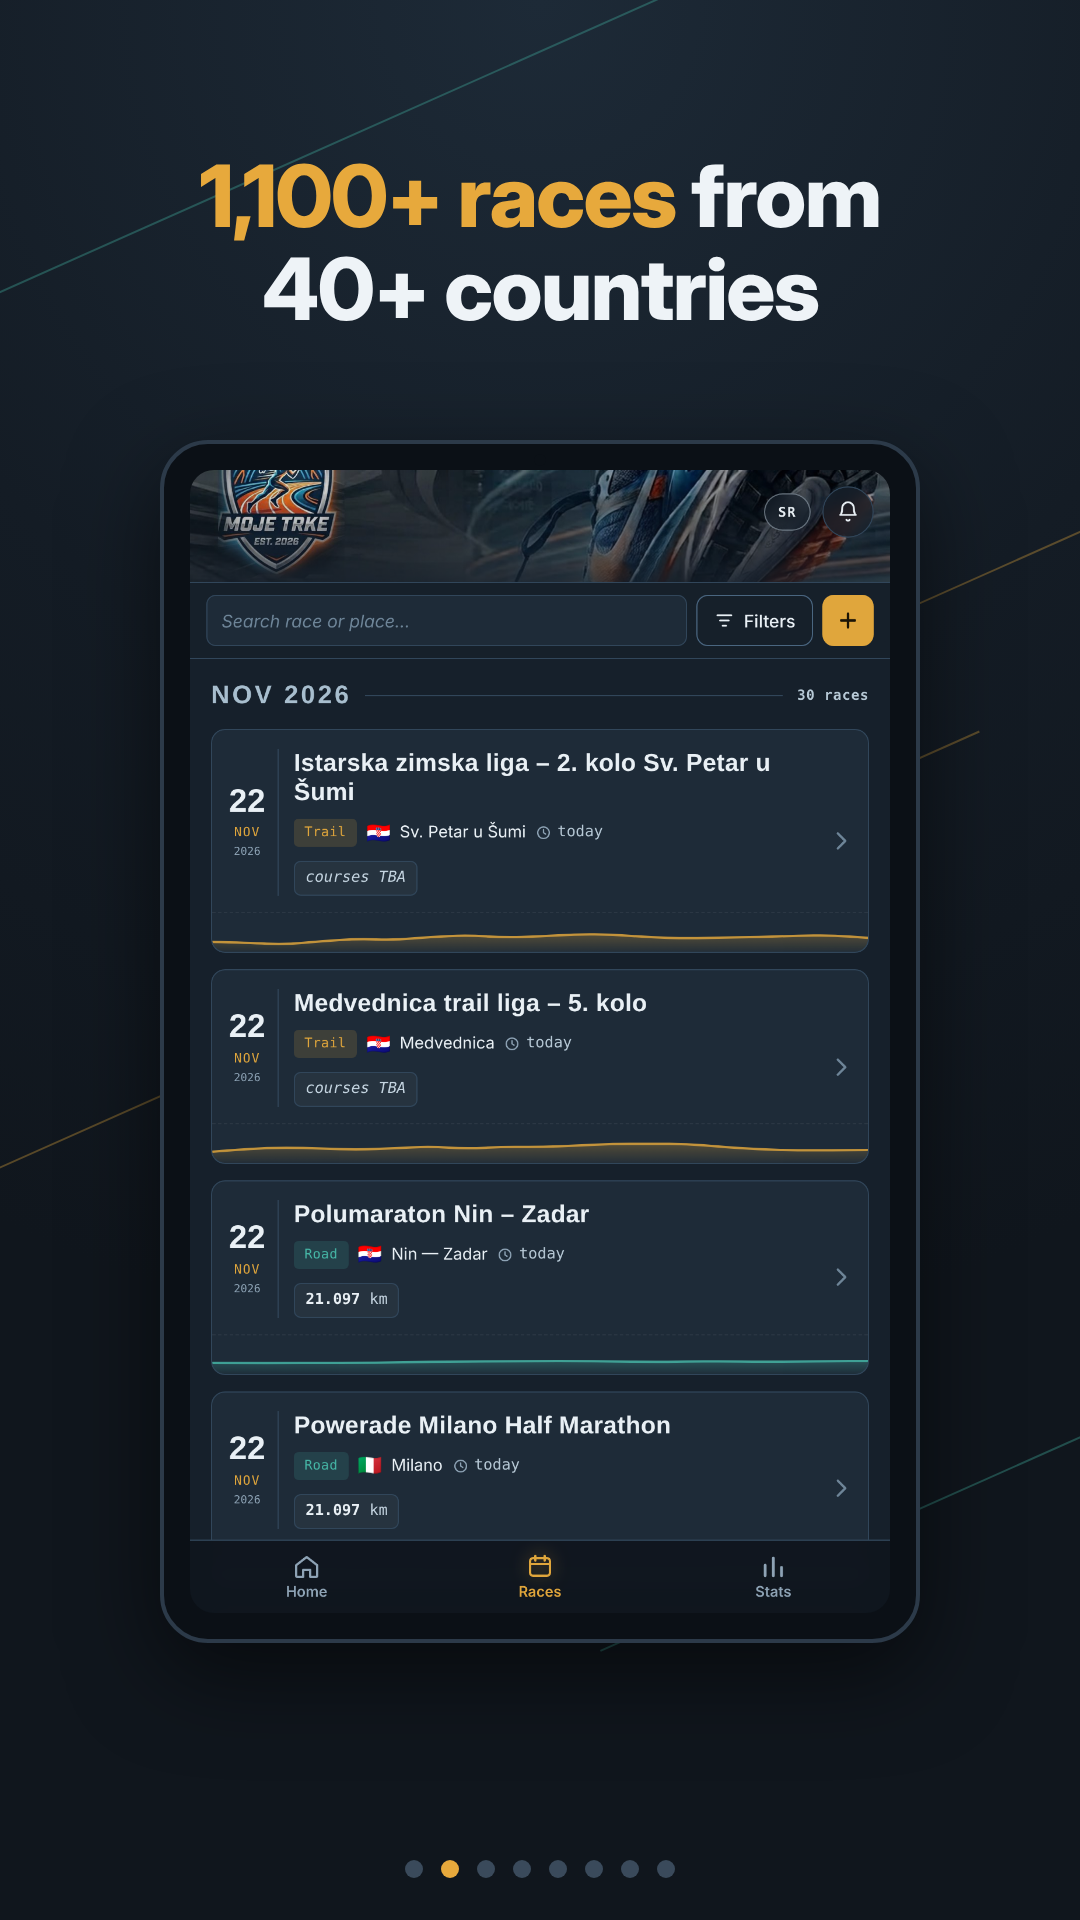 1,100+ races from
40+ countries
MOJE TRKE
EST. 2026
SR
Search race or place...
Filters
NOV 2026
30 races
22
NOV
2026
Istarska zimska liga – 2. kolo Sv. Petar u
Šumi
Trail
Sv. Petar u Šumi
today
courses TBA
22
NOV
2026
Medvednica trail liga – 5. kolo
Trail
Medvednica
today
courses TBA
22
NOV
2026
Polumaraton Nin – Zadar
Road
Nin — Zadar
today
21.097 km
22
NOV
2026
Powerade Milano Half Marathon
Road
Milano
today
21.097 km
Home
Races
Stats